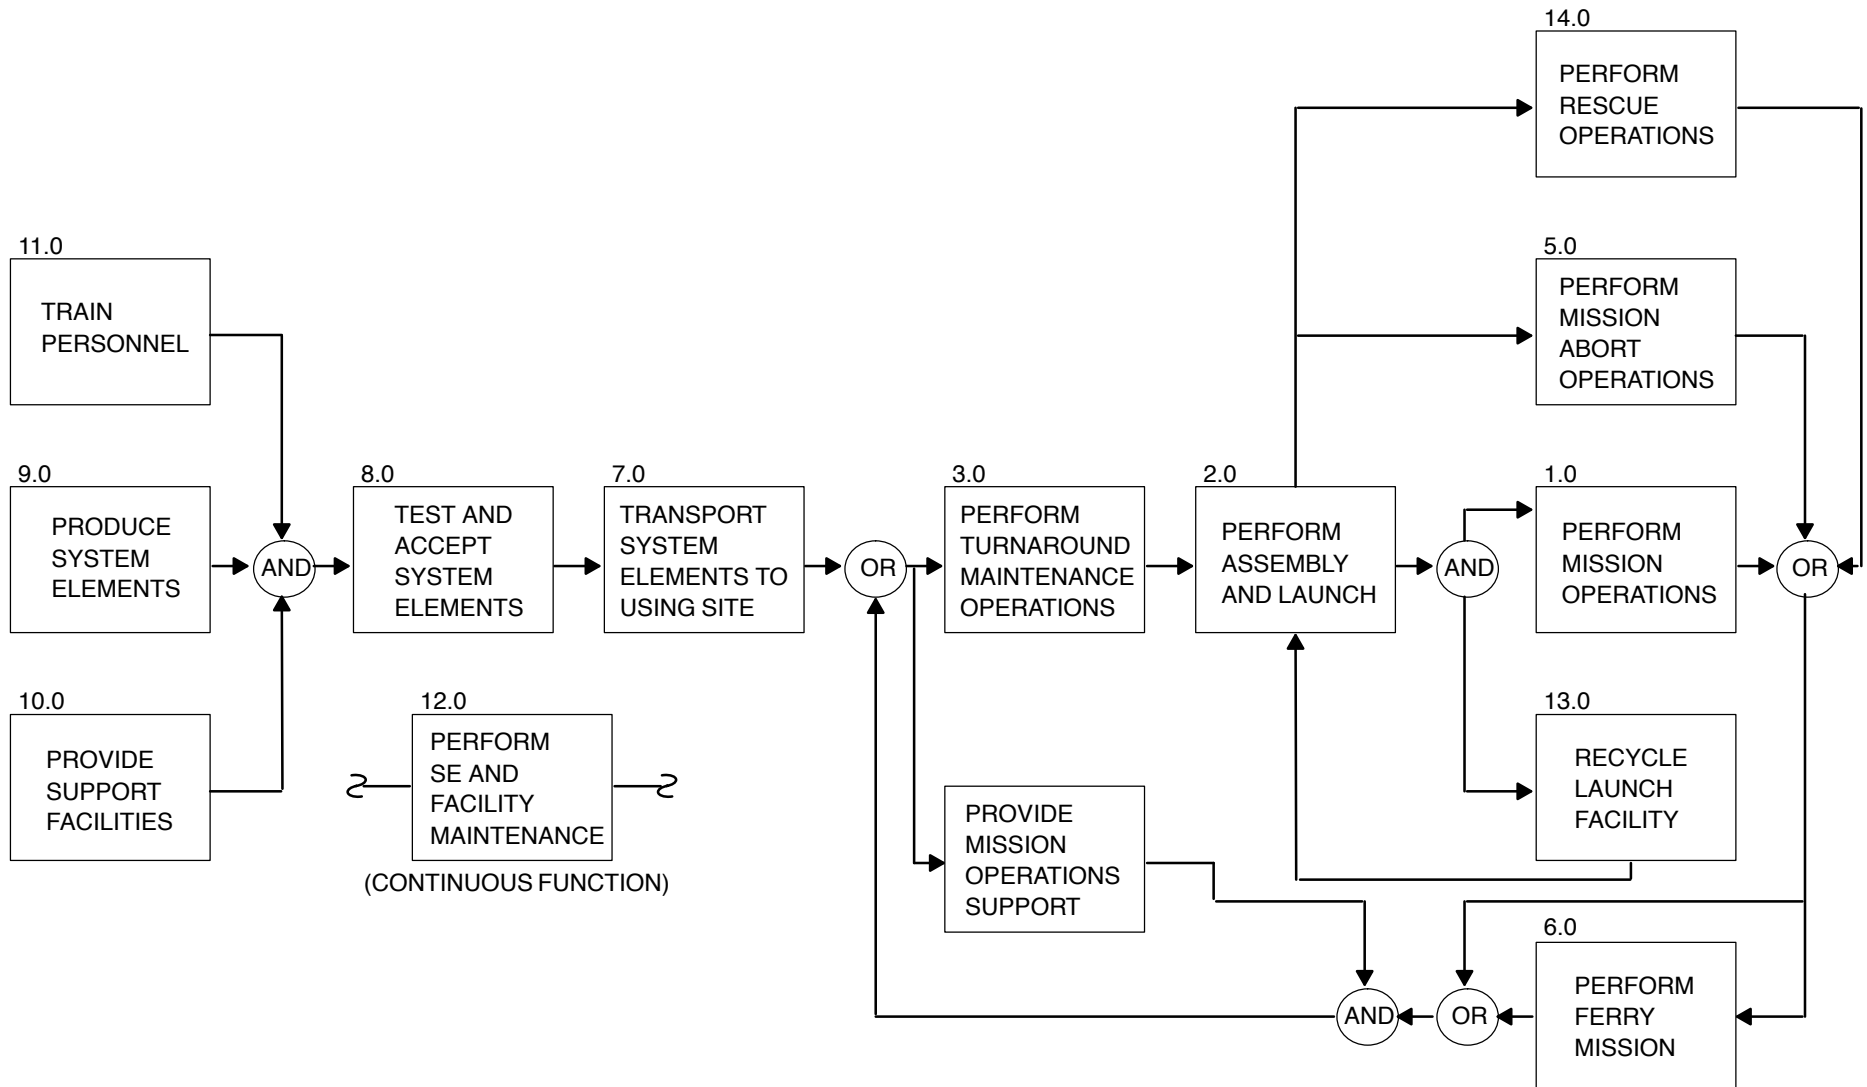 14.0
PERFORM
RESCUE
OPERATIONS
11.0
TRAIN
PERSONNEL
5.0
PERFORM
MISSION
ABORT
OPERATIONS
9.0
PRODUCE
SYSTEM
ELEMENTS
AND
8.0
TEST AND
ACCEPT
SYSTEM
ELEMENTS
7.0
TRANSPORT
SYSTEM
ELEMENTS TO
USING SITE
OR
3.0
PERFORM
TURNAROUND
MAINTENANCE
OPERATIONS
2.0
PERFORM
ASSEMBLY
AND LAUNCH
AND
1.0
PERFORM
MISSION
OPERATIONS
OR
10.0
PROVIDE
SUPPORT
FACILITIES
12.0
PERFORM
SE AND
FACILITY
MAINTENANCE
(CONTINUOUS FUNCTION)
PROVIDE
MISSION
OPERATIONS
SUPPORT
13.0
RECYCLE
LAUNCH
FACILITY
AND
OR
6.0
PERFORM
FERRY
MISSION